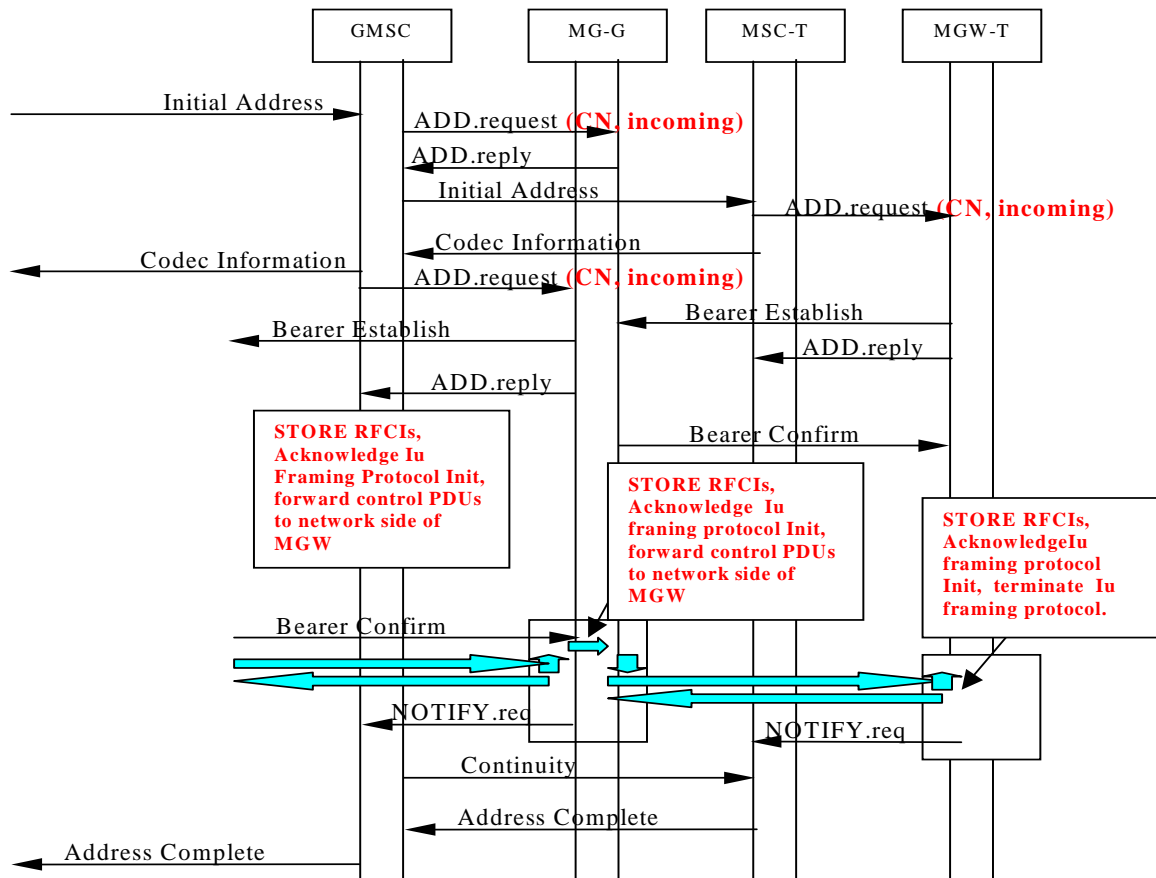 GMSC
MG-G
MSC-T
MGW-T
Initial Address
ADD.request (CN, incoming)
ADD.reply
Initial Address
ADD.request (CN, incoming)
Codec Information
Codec Information
ADD.request (CN, incoming)
Bearer Establish
Bearer Establish
ADD.reply
ADD.reply
STORE RFCIs,
Acknowledge Iu
Framing Protocol Init,
forward control PDUs
to network side of
MGW
Bearer Confirm
STORE RFCIs,
Acknowledge Iu
franing protocol Init,
forward control PDUs
to network side of
MGW
STORE RFCIs,
AcknowledgeIu
framing protocol
Init, terminate Iu
framing protocol.
Bearer Confirm
NOTIFY.req
NOTIFY.req
Continuity
Address Complete
Address Complete